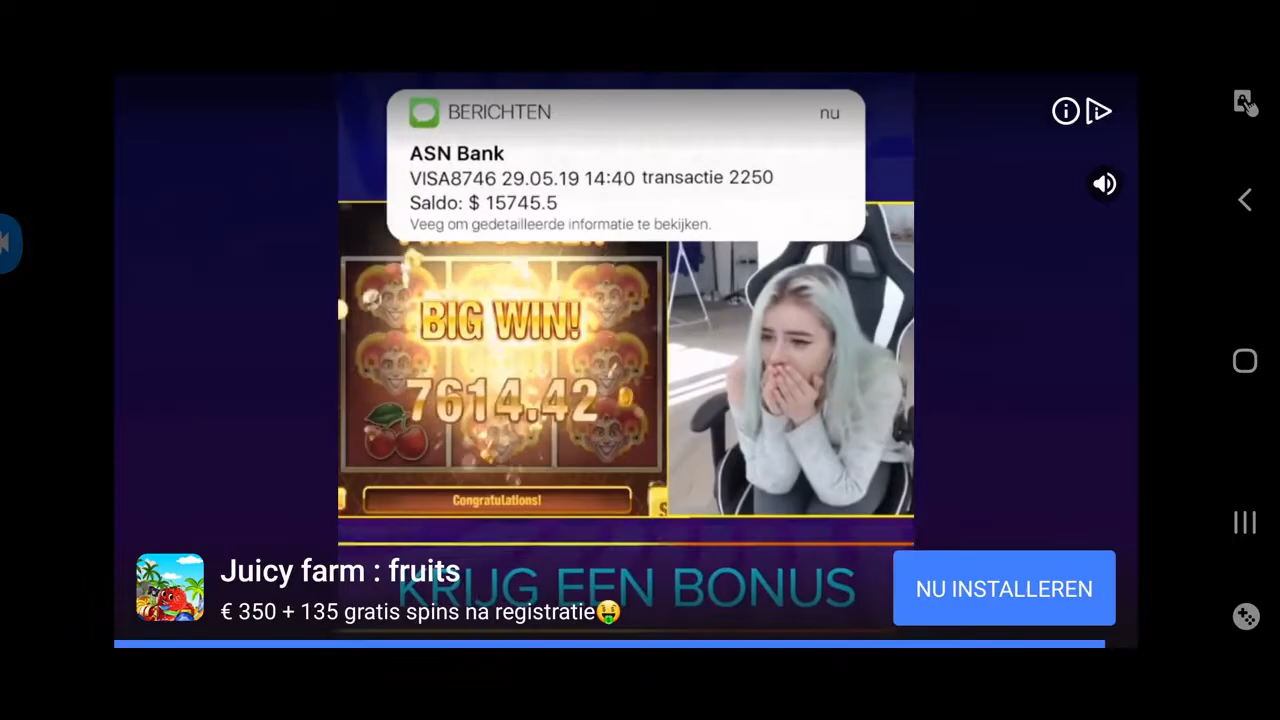 BERICHTEN
nu
ASN Bank
VISA8746 29.05.19 14:40 transactie 2250
Saldo: $ 15745.5
Veeg om gedetailleerde informatie te bekijken.
BIG WIN!
7614.42
Congratulations!
KRIJG EEN BONUS
Juicy farm : fruits
€ 350 + 135 gratis spins na registratie🤑
NU INSTALLEREN